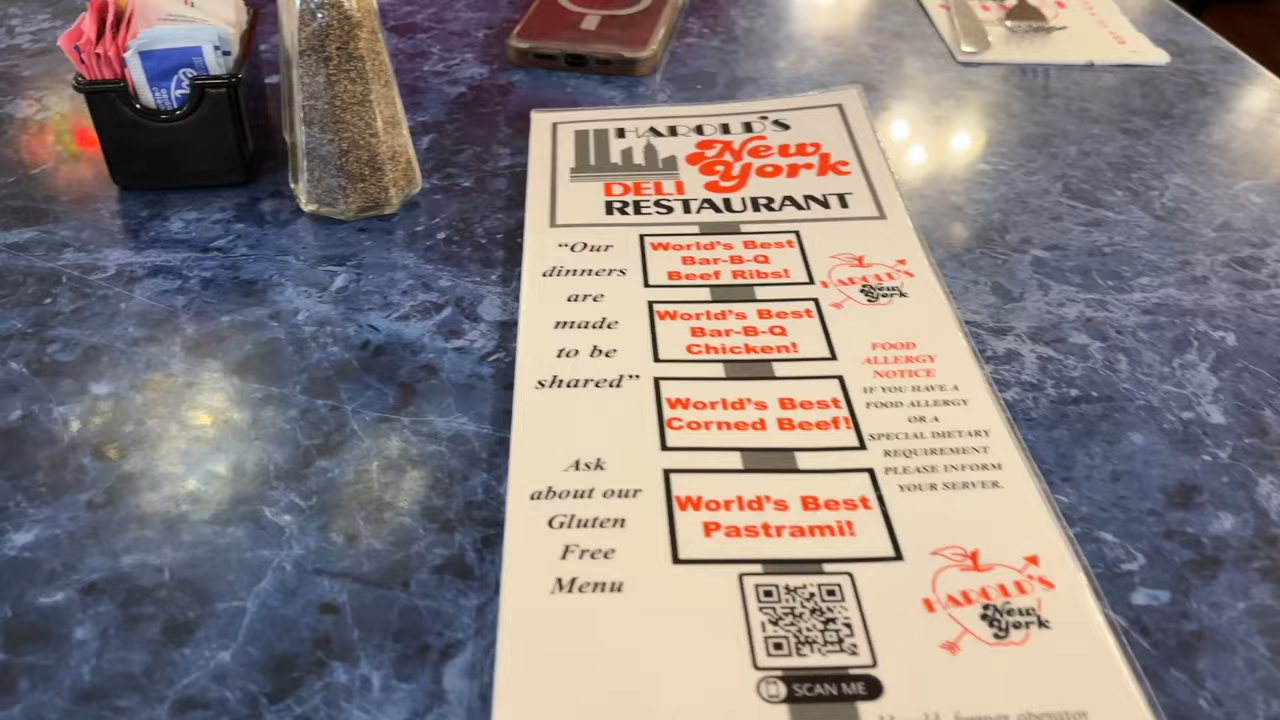 HAROLD'S
New
York
DELI
RESTAURANT
"Our
dinners
are
made
to be
shared"
World's Best
Bar-B-Q
Beef Ribs!
World's Best
Bar-B-Q
Chicken!
World's Best
Corned Beef!
World's Best
Pastrami!
HAROLD'S
New
York
FOOD
ALLERGY
NOTICE
IF YOU HAVE A
FOOD ALLERGY
OR A
SPECIAL DIETARY
REQUIREMENT
PLEASE INFORM
YOUR SERVER.
Ask
about our
Gluten
Free
Menu
HAROLD'S
New
York
SCAN ME
Harold, former operator